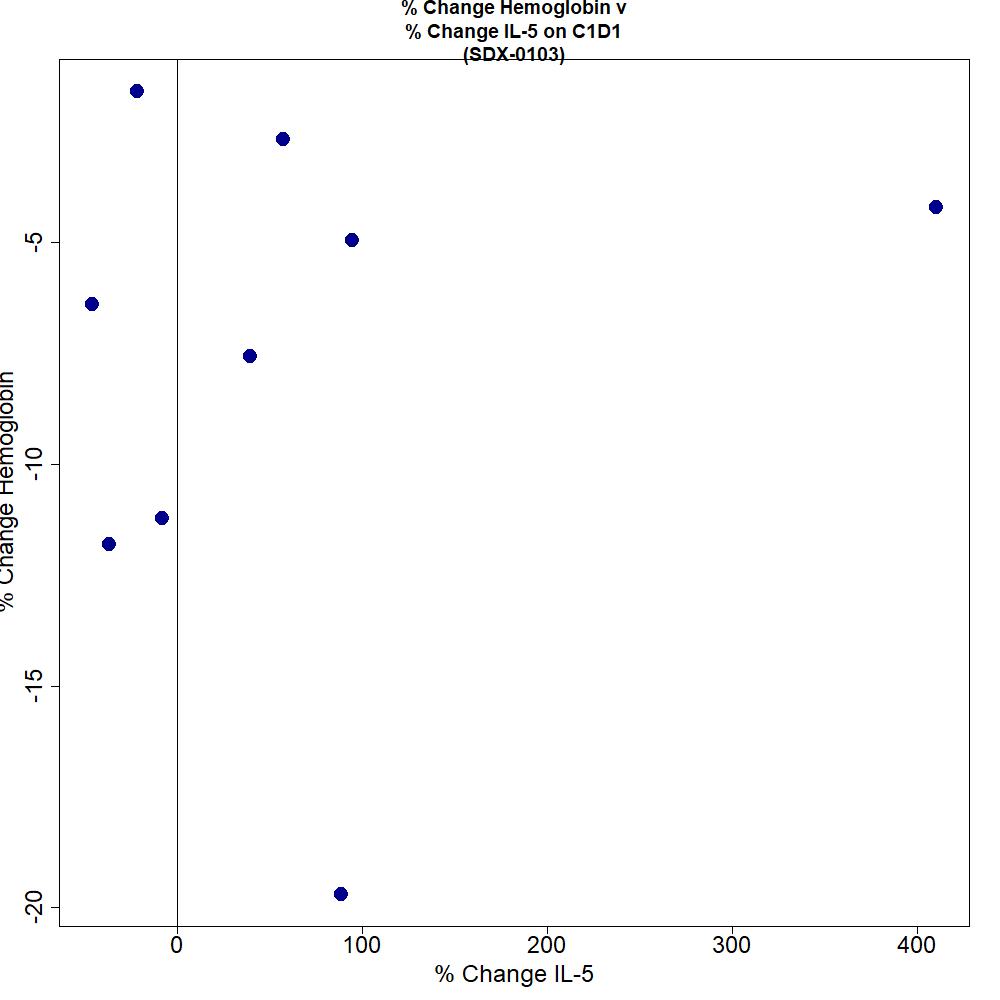 % Change Hemoglobin v
% Change IL-5 on C1D1
(SDX-0103)
% Change Hemoglobin
-5
-10
-15
-20
0 100 200 300 400
% Change IL-5